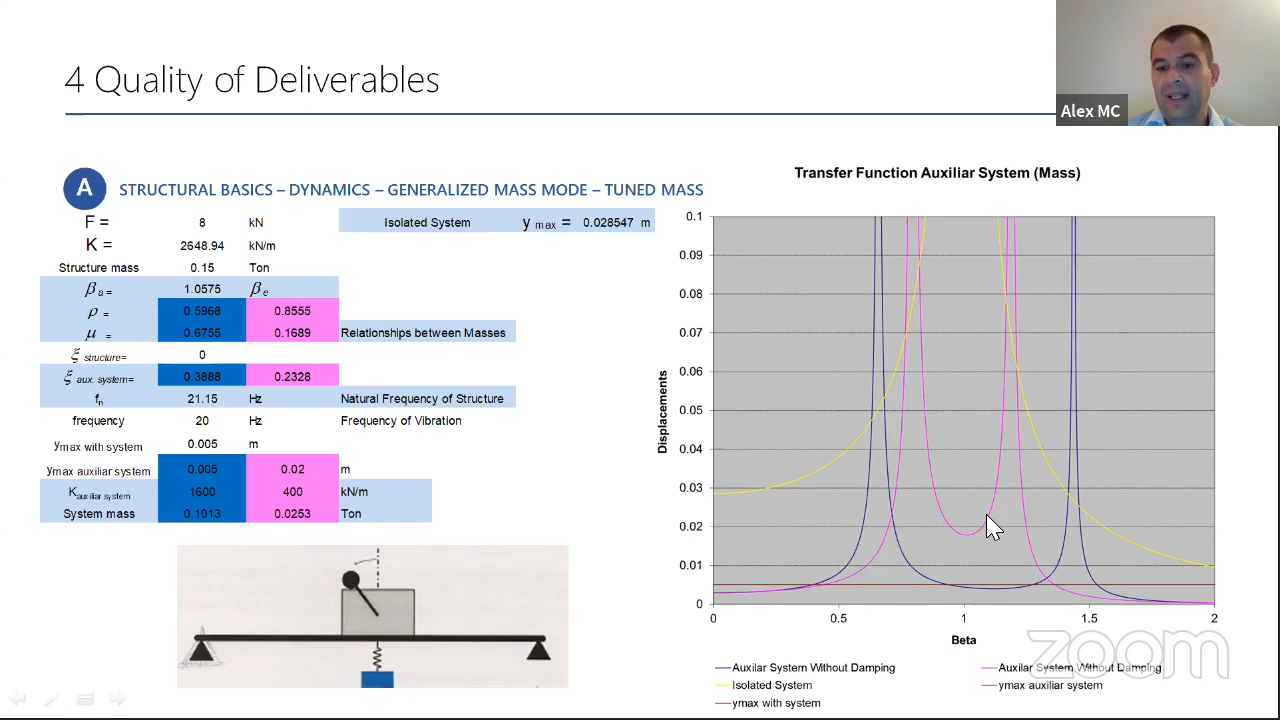 4 Quality of Deliverables
Alex MC
A STRUCTURAL BASICS – DYNAMICS – GENERALIZED MASS MODE – TUNED MASS
F = 8 kN Isolated System y max = 0.028547 m
K = 2648.94 kN/m
Structure mass 0.15 Ton
β a = 1.0575 β e
ρ = 0.5968 0.8555
μ = 0.6755 0.1689 Relationships between Masses
ξ structure= 0
ξ aux. system= 0.3888 0.2328
fn 21.15 Hz Natural Frequency of Structure
frequency 20 Hz Frequency of Vibration
ymax with system 0.005 m
ymax auxiliary system 0.005 0.02 m
Kauxiliar system 1600 400 kN/m
System mass 0.1013 0.0253 Ton
Transfer Function Auxiliar System (Mass)
0.1
0.09
0.08
0.07
0.06
0.05
0.04
0.03
0.02
0.01
0
Displacements
0 0.5 1 1.5 2
Beta
Auxilar System Without Damping Auxilar System Without Damping
Isolated System ymax auxiliar system
ymax with system
zoom